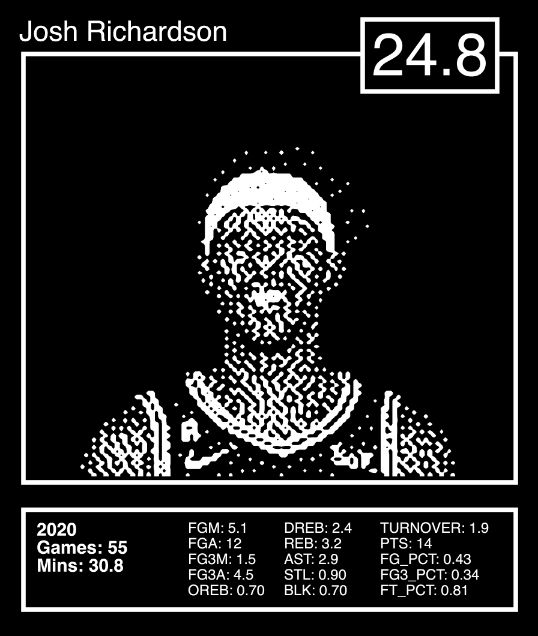 Josh Richardson
24.8
2020
Games: 55
Mins: 30.8
FGM: 5.1
FGA: 12
FG3M: 1.5
FG3A: 4.5
OREB: 0.70
DREB: 2.4
REB: 3.2
AST: 2.9
STL: 0.90
BLK: 0.70
TURNOVER: 1.9
PTS: 14
FG_PCT: 0.43
FG3_PCT: 0.34
FT_PCT: 0.81